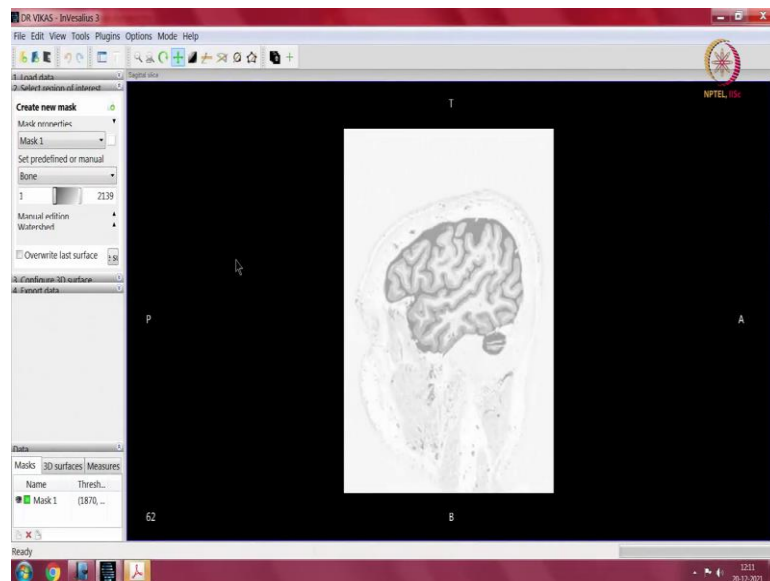 DR VIKAS - InVesalius 3
File Edit View Tools Plugins Options Mode Help
1. Load data
Sagital slice
2. Select region of interest
NPTEL, IISc
Create new mask
Mask properties
Mask 1
Set predefined or manual
Bone
1 2139
Manual edition
Watershed
Overwrite last surface
3. Configure 3D surface
4. Export data
T
P
A
62
B
Data
Masks 3D surfaces Measures
Name Thresh...
Mask 1 (1870, ...
Ready
12:11
20-12-2021